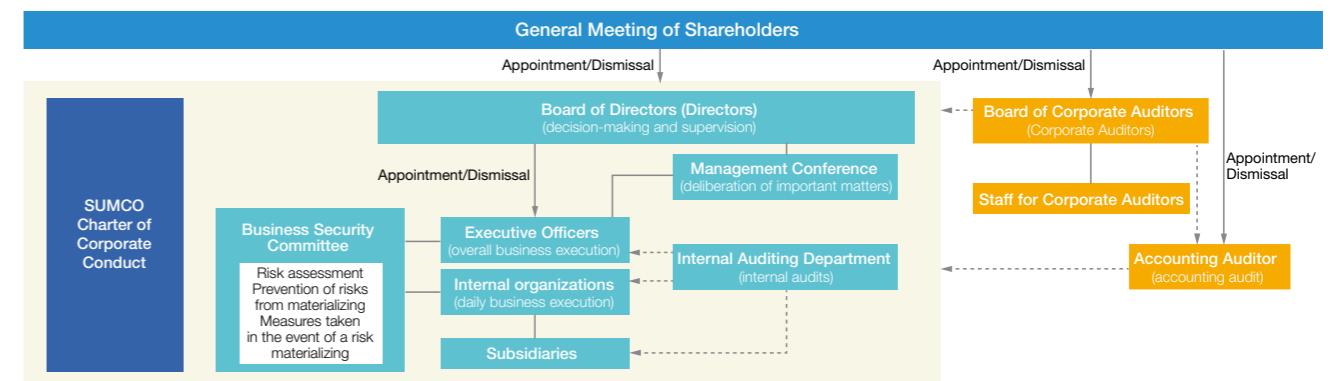 General Meeting of Shareholders
Appointment/Dismissal
Appointment/Dismissal
Board of Directors (Directors)
(decision-making and supervision)
Board of Corporate Auditors
(Corporate Auditors)
Appointment/
Dismissal
Appointment/Dismissal
Management Conference
(deliberation of important matters)
Staff for Corporate Auditors
SUMCO
Charter of
Corporate
Conduct
Business Security
Committee
Risk assessment
Prevention of risks
from materializing
Measures taken
in the event of a risk
materializing
Executive Officers
(overall business execution)
Internal Auditing Department
(internal audits)
Accounting Auditor
(accounting audit)
Internal organizations
(daily business execution)
Subsidiaries